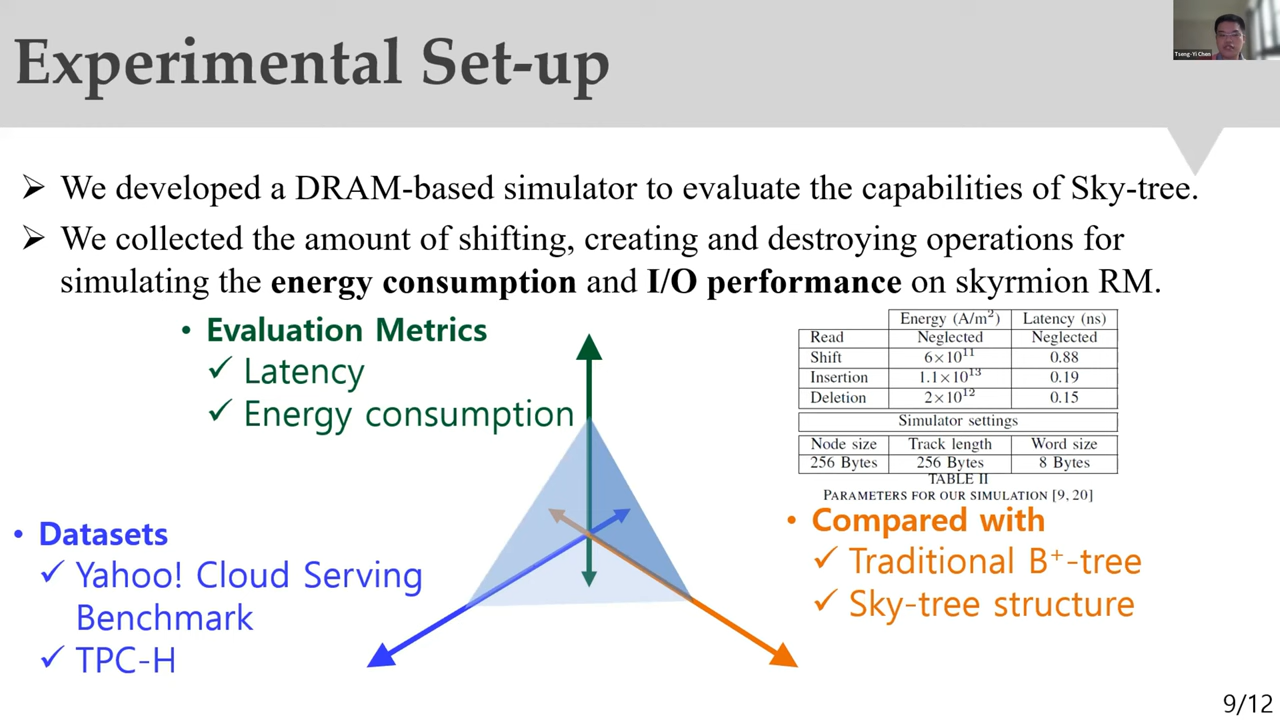 Experimental Set-up
Tseng-Yi Chen
➢ We developed a DRAM-based simulator to evaluate the capabilities of Sky-tree.
➢ We collected the amount of shifting, creating and destroying operations for
simulating the energy consumption and I/O performance on skyrmion RM.
• Evaluation Metrics
✓ Latency
✓ Energy consumption
Energy (A/m²) Latency (ns)
Read Neglected Neglected
Shift 6×10¹¹ 0.88
Insertion 1.1×10¹³ 0.19
Deletion 2×10¹² 0.15
Simulator settings
Node size Track length Word size
256 Bytes 256 Bytes 8 Bytes
TABLE II
PARAMETERS FOR OUR SIMULATION [9, 20]
• Datasets
✓ Yahoo! Cloud Serving
Benchmark
✓ TPC-H
• Compared with
✓ Traditional B⁺-tree
✓ Sky-tree structure
9/12